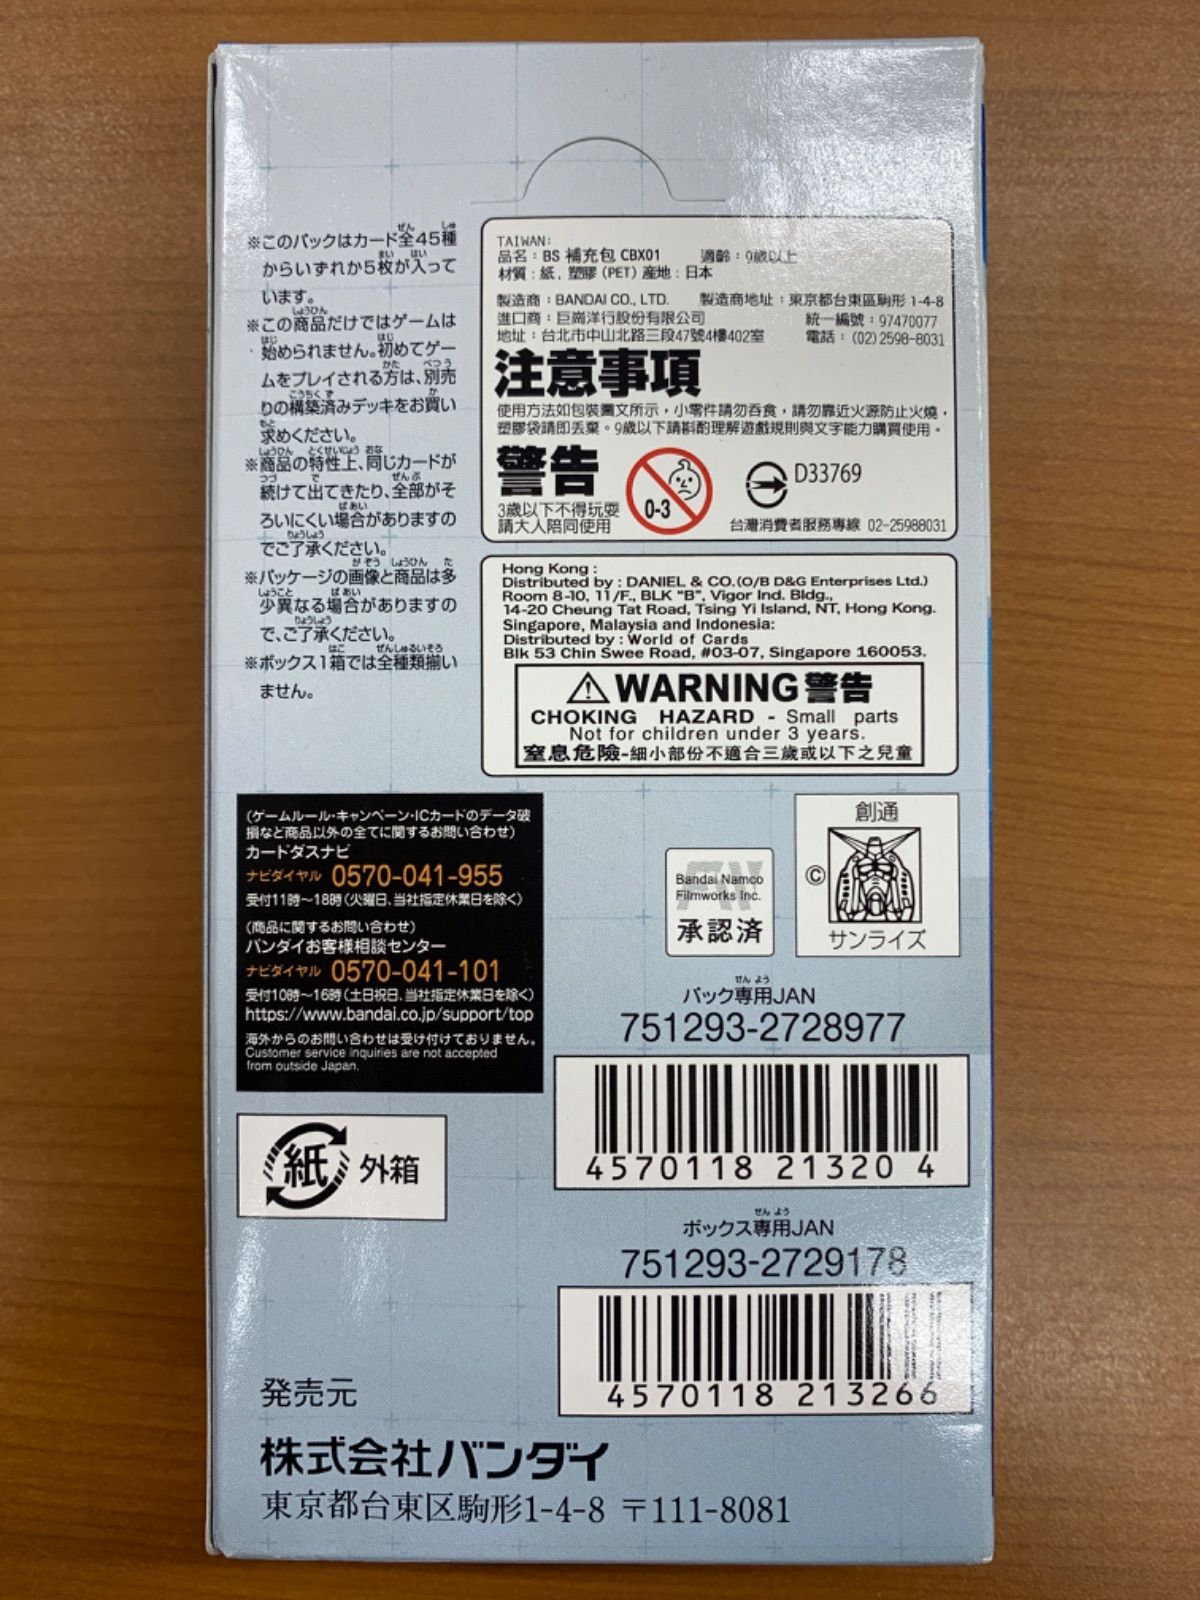 ※このパックはカード全45種
からいずれか5枚が入って
います。
※この商品だけではゲームは
始められません。初めてゲー
ムをプレイされる方は、別売
りの構築済みデッキをお買い
求めください。
※商品の特性上、同じカードが
続けて出てきたり、全部がそ
ろいにくい場合がありますの
でご了承ください。
※パッケージの画像と商品は多
少異なる場合がありますの
で、ご了承ください。
※ボックス1箱では全種類揃い
ません。
TAIWAN:
品名：BS 補充包 CBX01 適齡：9歲以上
材質：紙，塑膠(PET) 産地：日本
製造商：BANDAI CO., LTD. 製造商地址：東京都台東區駒形 1-4-8
進口商：巨崗洋行股份有限公司 統一編號：97470077
地址：台北市中山北路三段47號4樓402室 電話：(02)2598-8031
注意事項
使用方法如包裝圖文所示，小零件請勿吞食，請勿靠近火源防止火燒，
塑膠袋請即丟棄。9歲以下請斟酌理解遊戲規則與文字能力購買使用。
警告
3歲以下不得玩耍
請大人陪同使用
0-3
D33769
台灣消費者服務專線 02-25988031
Hong Kong :
Distributed by : DANIEL & CO.(O/B D&G Enterprises Ltd.)
Room 8-10, 11/F., BLK "B", Vigor Ind. Bldg.,
14-20 Cheung Tat Road, Tsing Yi Island, NT, Hong Kong.
Singapore, Malaysia and Indonesia:
Distributed by : World of Cards
Blk 53 Chin Swee Road, #03-07, Singapore 160053.
⚠WARNING警告
CHOKING HAZARD - Small parts
Not for children under 3 years.
窒息危險-細小部份不適合三歲或以下之兒童
(ゲームルール・キャンペーン・ICカードのデータ破
損など商品以外の全てに関するお問い合わせ)
カードダスナビ
ナビダイヤル 0570-041-955
受付11時〜18時(火曜日、当社指定休業日を除く)
(商品に関するお問い合わせ)
バンダイお客様相談センター
ナビダイヤル 0570-041-101
受付10時〜16時(土日祝日、当社指定休業日を除く)
https://www.bandai.co.jp/support/top
海外からのお問い合わせは受け付けておりません。
Customer service inquiries are not accepted
from outside Japan.
Bandai Namco
Filmworks Inc.
承認済
創通
©
サンライズ
パック専用JAN
751293-2728977
4570118 21320 4
紙 外箱
ボックス専用JAN
751293-2729178
4570118 213266
発売元
株式会社バンダイ
東京都台東区駒形1-4-8 〒111-8081